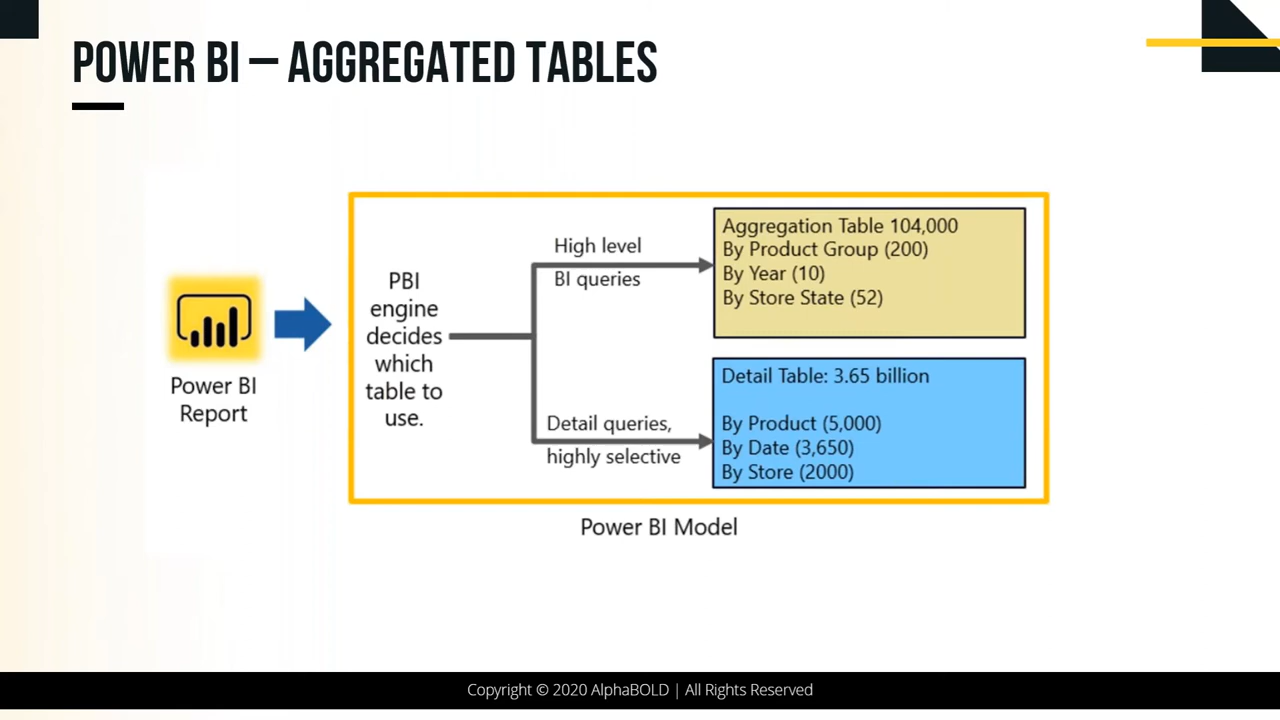 POWER BI – AGGREGATED TABLES
Power BI
Report
PBI
engine
decides
which
table to
use.
High level
BI queries
Detail queries,
highly selective
Aggregation Table 104,000
By Product Group (200)
By Year (10)
By Store State (52)
Detail Table: 3.65 billion
By Product (5,000)
By Date (3,650)
By Store (2000)
Power BI Model
Copyright © 2020 AlphaBOLD | All Rights Reserved